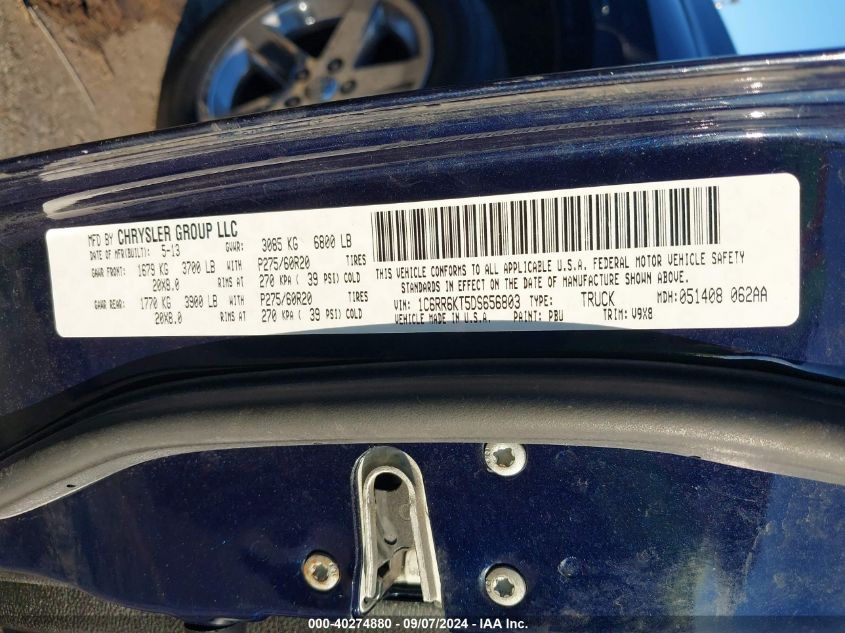 MFD BY CHRYSLER GROUP LLC
DATE OF MFR(BUILT): 5-13 GVWR: 3085 KG 6800 LB
GAWR FRONT: 1679 KG 3700 LB WITH P275/60R20 TIRES
20X8.0 RIMS AT 270 KPA ( 39 PSI) COLD
GAWR REAR: 1770 KG 3900 LB WITH P275/60R20 TIRES
20X8.0 RIMS AT 270 KPA ( 39 PSI) COLD
THIS VEHICLE CONFORMS TO ALL APPLICABLE U.S.A. FEDERAL MOTOR VEHICLE SAFETY
STANDARDS IN EFFECT ON THE DATE OF MANUFACTURE SHOWN ABOVE.
VIN: 1C6RR6KT5DS656803 TYPE: TRUCK MDH: 051408 062AA
VEHICLE MADE IN U.S.A. PAINT: PBU TRIM: V9X8
000-40274880 - 09/07/2024 - IAA Inc.